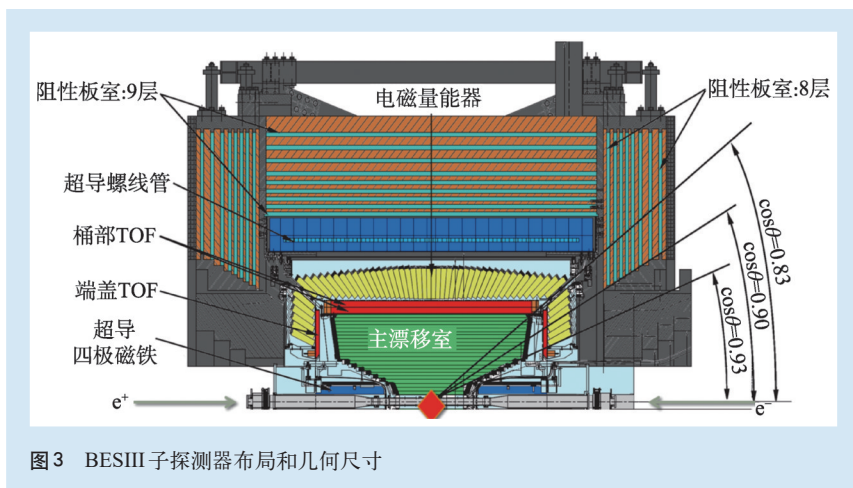 阻性板室:9层
电磁量能器
阻性板室:8层
超导螺线管
桶部TOF
端盖TOF
超导
四极磁铁
主漂移室
cosθ=0.83
cosθ=0.90
cosθ=0.93
e⁺
e⁻
图3 BESIII子探测器布局和几何尺寸